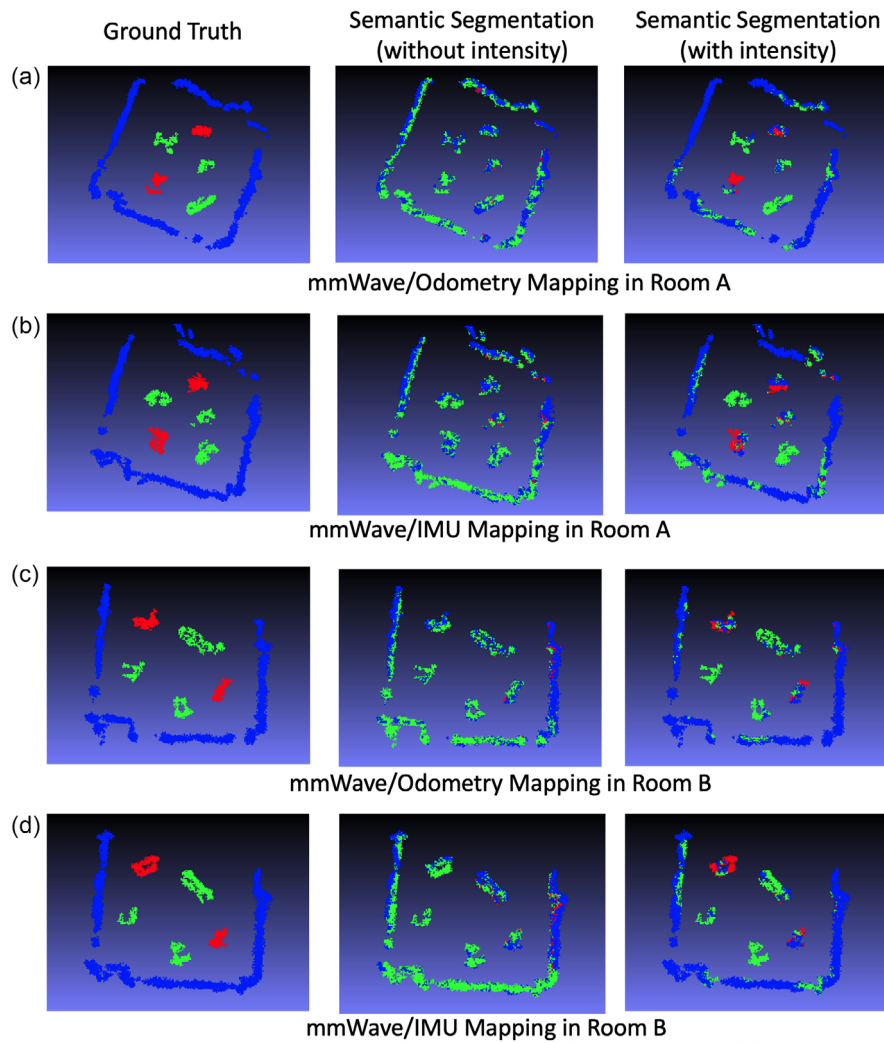 Ground Truth
Semantic Segmentation
(without intensity)
Semantic Segmentation
(with intensity)
(a)
mmWave/Odometry Mapping in Room A
(b)
mmWave/IMU Mapping in Room A
(c)
mmWave/Odometry Mapping in Room B
(d)
mmWave/IMU Mapping in Room B